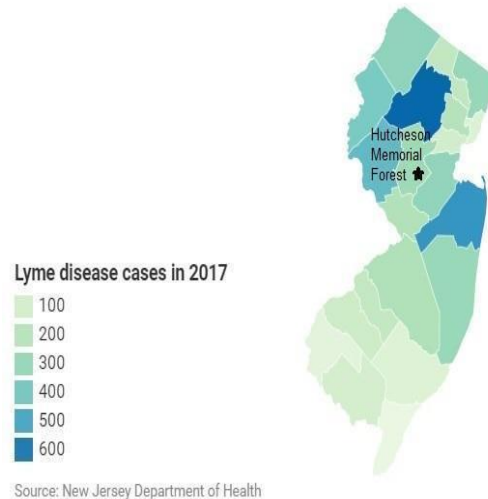 Hutcheson
Memorial
Forest
Lyme disease cases in 2017
100
200
300
400
500
600
Source: New Jersey Department of Health